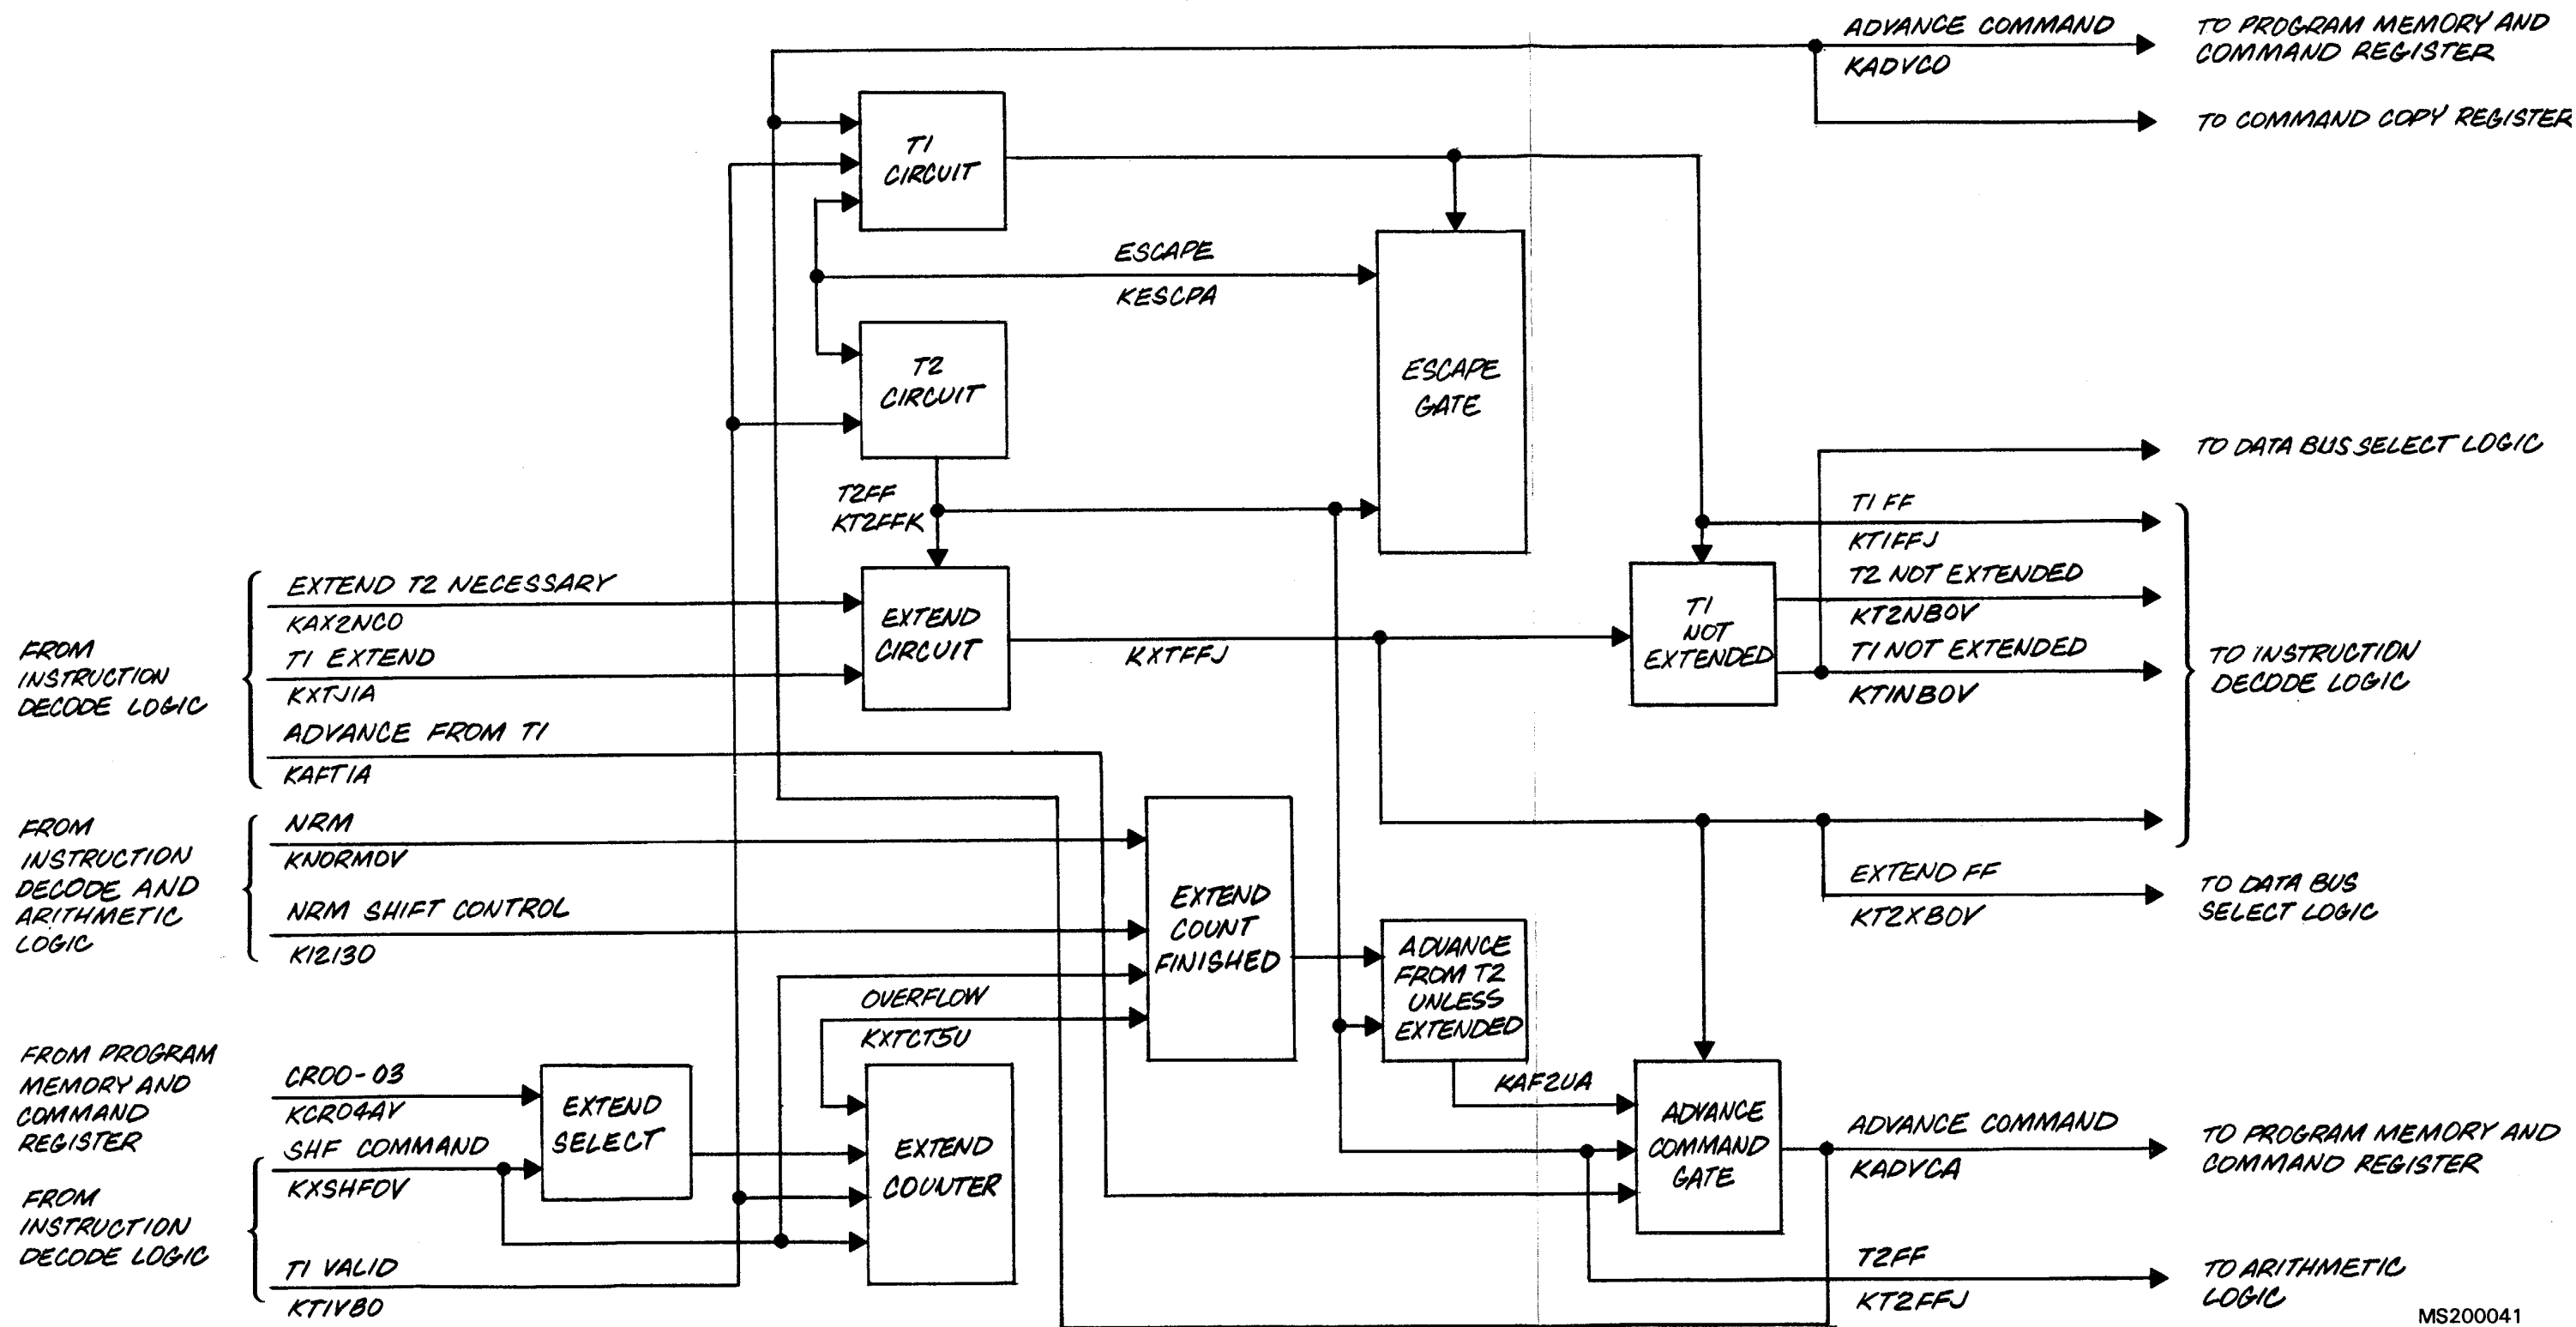 ADVANCE COMMAND
KADVCO
TO PROGRAM MEMORY AND
COMMAND REGISTER
TO COMMAND COPY REGISTER
T1
CIRCUIT
ESCAPE
KESCPA
T2
CIRCUIT
ESCAPE
GATE
T2FF
KT2FFK
TO DATA BUS SELECT LOGIC
T1 FF
KT1FFJ
T2 NOT EXTENDED
KT2NBOV
T1 NOT EXTENDED
KT1NBOV
TO INSTRUCTION
DECODE LOGIC
FROM
INSTRUCTION
DECODE LOGIC
EXTEND T2 NECESSARY
KAX2NCO
T1 EXTEND
KXTJ1A
ADVANCE FROM T1
KAFT1A
EXTEND
CIRCUIT
KXTFFJ
T1
NOT
EXTENDED
FROM
INSTRUCTION
DECODE AND
ARITHMETIC
LOGIC
NRM
KNORMOV
NRM SHIFT CONTROL
K12130
EXTEND
COUNT
FINISHED
EXTEND FF
KT2XBOV
TO DATA BUS
SELECT LOGIC
ADVANCE
FROM T2
UNLESS
EXTENDED
OVERFLOW
KXTCT5U
FROM PROGRAM
MEMORY AND
COMMAND
REGISTER
CR00-03
KCR04AV
SHF COMMAND
KXSHFOV
EXTEND
SELECT
EXTEND
COUNTER
KAF2UA
ADVANCE
COMMAND
GATE
ADVANCE COMMAND
KADVCA
TO PROGRAM MEMORY AND
COMMAND REGISTER
FROM
INSTRUCTION
DECODE LOGIC
T1 VALID
KT1VBO
T2FF
KT2FFJ
TO ARITHMETIC
LOGIC
MS200041